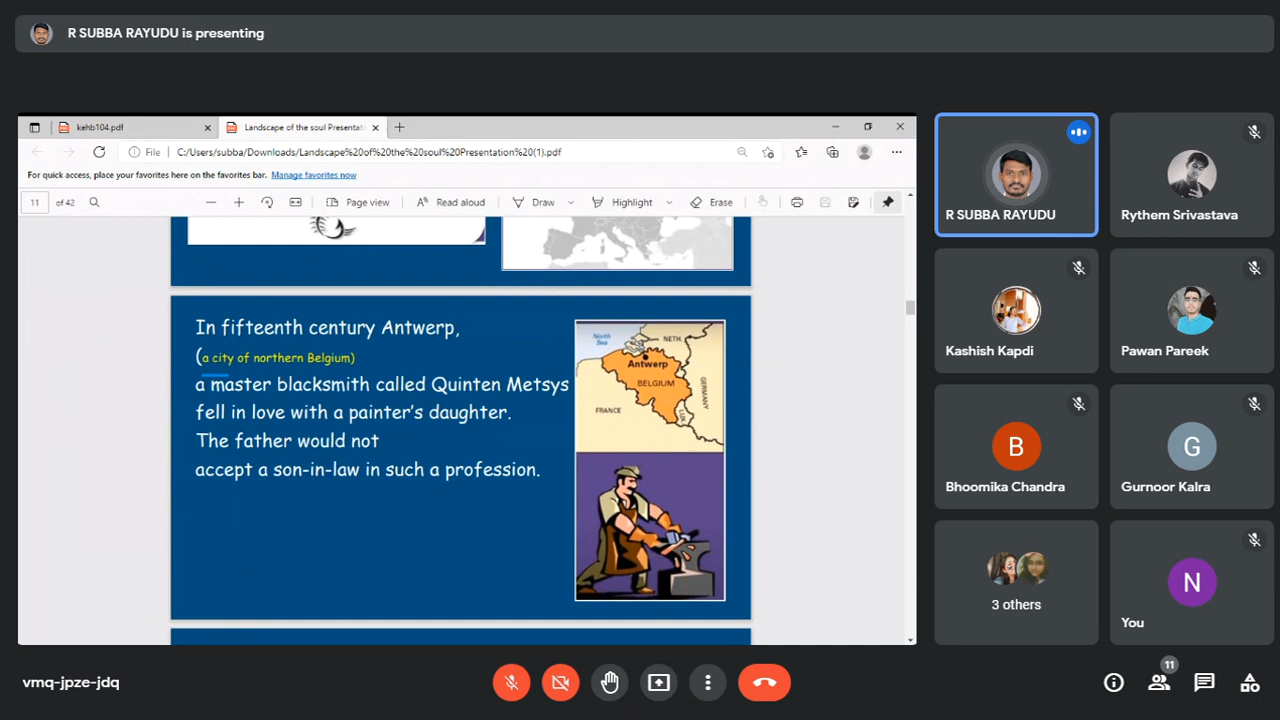 R SUBBA RAYUDU is presenting
kehb104.pdf
Landscape of the soul Presentat
File
C:/Users/subba/Downloads/Landscape%20of%20the%20soul%20Presentation%20(1).pdf
For quick access, place your favorites here on the favorites bar. Manage favorites now
11 of 42
Page view
Read aloud
Draw
Highlight
Erase
In fifteenth century Antwerp,
(a city of northern Belgium)
a master blacksmith called Quinten Metsys
fell in love with a painter's daughter.
The father would not
accept a son-in-law in such a profession.
North
Sea
NETH.
Antwerp
BELGIUM
GERMANY
FRANCE
LUX.
R SUBBA RAYUDU
Rythem Srivastava
Kashish Kapdi
Pawan Pareek
B
Bhoomika Chandra
G
Gurnoor Kalra
3 others
N
You
vmq-jpze-jdq
11